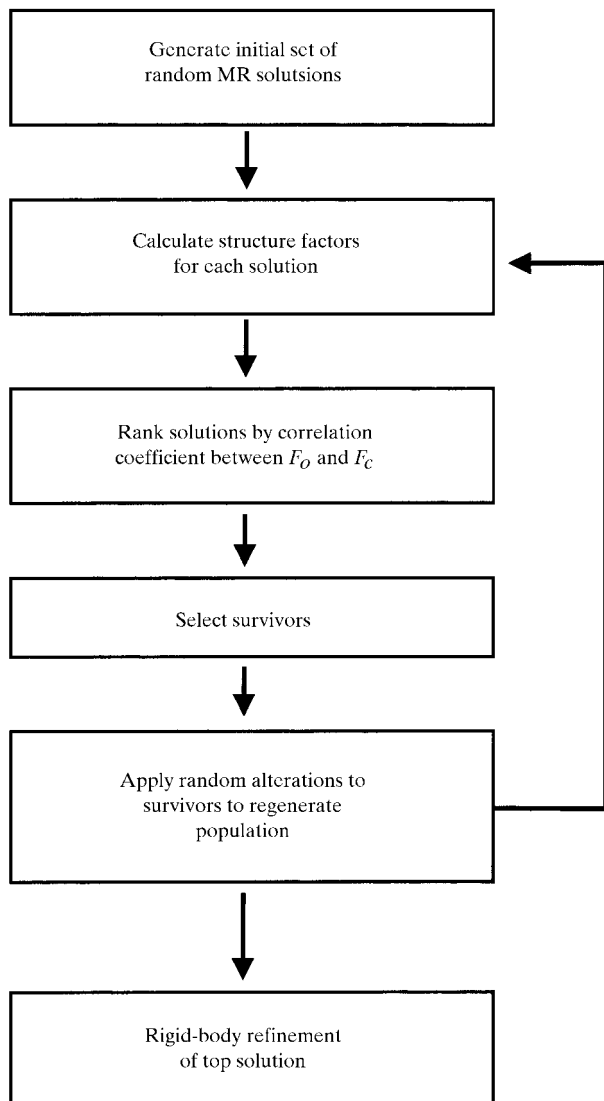 Generate initial set of
random MR solutsions
Calculate structure factors
for each solution
Rank solutions by correlation
coefficient between Fo and Fc
Select survivors
Apply random alterations to
survivors to regenerate
population
Rigid-body refinement
of top solution